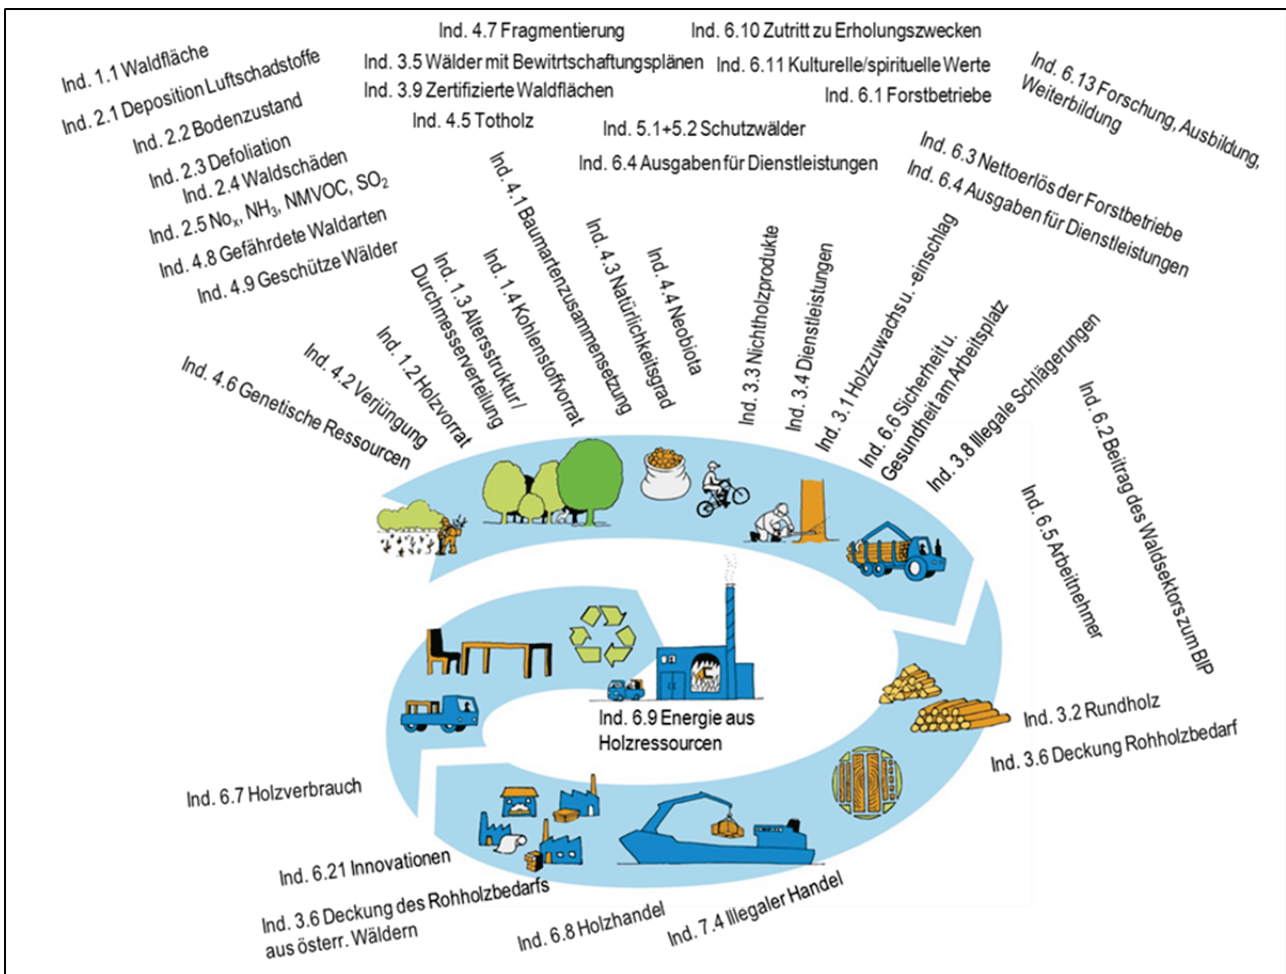 Ind. 4.7 Fragmentierung
Ind. 6.10 Zutritt zu Erholungszwecken
Ind. 1.1 Waldfläche
Ind. 3.5 Wälder mit Bewitrtschaftungsplänen
Ind. 6.11 Kulturelle/spirituelle Werte
Ind. 6.13 Forschung, Ausbildung,
Weiterbildung
Ind. 2.1 Deposition Luftschadstoffe
Ind. 3.9 Zertifizierte Waldflächen
Ind. 6.1 Forstbetriebe
Ind. 2.2 Bodenzustand
Ind. 4.5 Totholz
Ind. 5.1+5.2 Schutzwälder
Ind. 2.3 Defoliation
Ind. 2.4 Waldschäden
Ind. 6.4 Ausgaben für Dienstleistungen
Ind. 6.3 Nettoerlös der Forstbetriebe
Ind. 6.4 Ausgaben für Dienstleistungen
Ind. 2.5 Noₓ, NH₃, NMVOC, SO₂
Ind. 4.8 Gefährdete Waldarten
Ind. 4.9 Geschütze Wälder
Ind. 4.6 Genetische Ressourcen
Ind. 4.2 Verjüngung
Ind. 1.2 Holzvorrat
Ind. 1.3 Altersstruktur/
Durchmesserverteilung
Ind. 1.4 Kohlenstoffvorrat
Ind. 4.1 Baumartenzusammensetzung
Ind. 4.3 Natürlichkeitsgrad
Ind. 4.4 Neobiota
Ind. 3.3 Nichtholzprodukte
Ind. 3.4 Dienstleistungen
Ind. 3.1 Holzzuwachs u. -einschlag
Ind. 6.6 Sicherheit u.
Gesundheit am Arbeitsplatz
Ind. 3.8 Illegale Schlägerungen
Ind. 6.2 Beitrag des Waldsektors zum BIP
Ind. 6.5 Arbeitnehmer
Ind. 3.2 Rundholz
Ind. 3.6 Deckung Rohholzbedarf
Ind. 6.9 Energie aus
Holzressourcen
Ind. 6.7 Holzverbrauch
Ind. 6.21 Innovationen
Ind. 3.6 Deckung des Rohholzbedarfs
aus österr. Wäldern
Ind. 6.8 Holzhandel
Ind. 7.4 Illegaler Handel